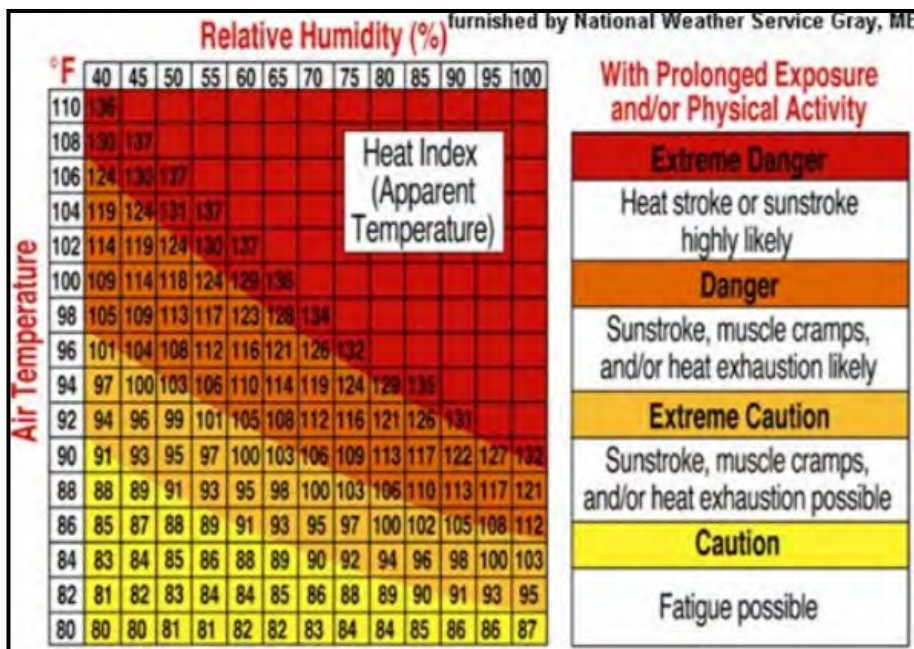 furnished by National Weather Service Gray, ME
Relative Humidity (%)
°F 40 45 50 55 60 65 70 75 80 85 90 95 100
110 136
108 130 137
106 124 130 137
104 119 124 131 137
102 114 119 124 130 137
100 109 114 118 124 129 136
98 105 109 113 117 123 128 134
96 101 104 108 112 116 121 126 132
94 97 100 103 106 110 114 119 124 129 135
92 94 96 99 101 105 108 112 116 121 126 131
90 91 93 95 97 100 103 106 109 113 117 122 127 132
88 88 89 91 93 95 98 100 103 106 110 113 117 121
86 85 87 88 89 91 93 95 97 100 102 105 108 112
84 83 84 85 86 88 89 90 92 94 96 98 100 103
82 81 82 83 84 84 85 86 88 89 90 91 93 95
80 80 80 81 81 82 82 83 84 84 85 86 86 87
Air Temperature
Heat Index
(Apparent
Temperature)
With Prolonged Exposure
and/or Physical Activity
Extreme Danger
Heat stroke or sunstroke
highly likely
Danger
Sunstroke, muscle cramps,
and/or heat exhaustion likely
Extreme Caution
Sunstroke, muscle cramps,
and/or heat exhaustion possible
Caution
Fatigue possible